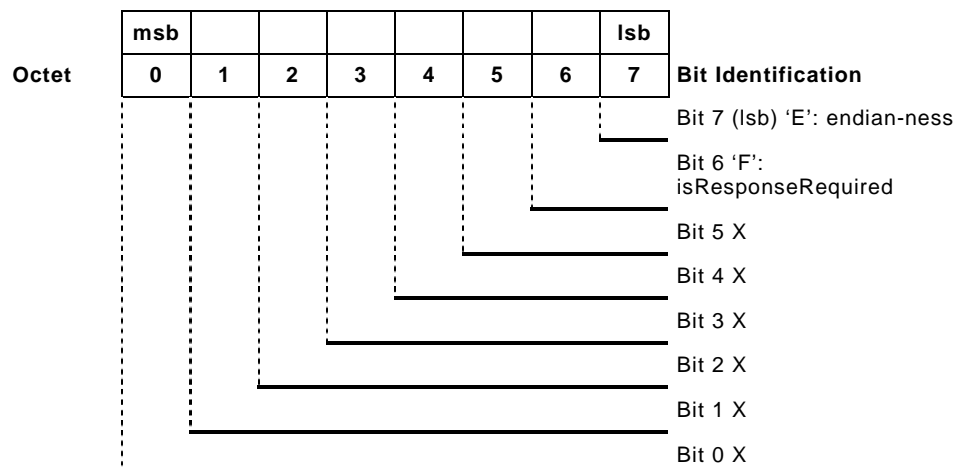 msb lsb
Octet 0 1 2 3 4 5 6 7 Bit Identification
Bit 7 (lsb) ‘E’: endian-ness
Bit 6 ‘F’:
isResponseRequired
Bit 5 X
Bit 4 X
Bit 3 X
Bit 2 X
Bit 1 X
Bit 0 X